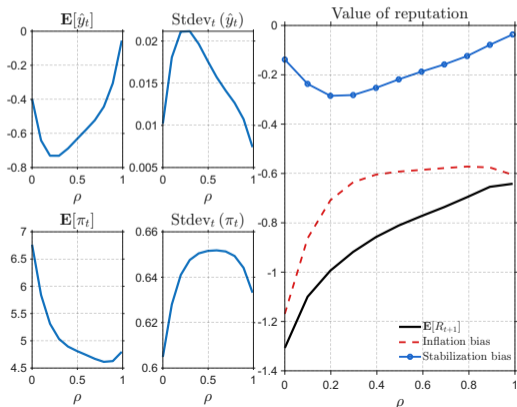 E[ŷₜ]
0
-0.2
-0.4
-0.6
-0.8
0 0.5 1
ρ
Stdevₜ (ŷₜ)
0.02
0.015
0.01
0.005
0 0.5 1
ρ
E[πₜ]
7
6.5
6
5.5
5
4.5
0 0.5 1
ρ
Stdevₜ (πₜ)
0.66
0.64
0.62
0.6
0 0.5 1
ρ
Value of reputation
0
-0.2
-0.4
-0.6
-0.8
-1
-1.2
-1.4
0 0.2 0.4 0.6 0.8 1
ρ
E[Rₜ₊₁]
Inflation bias
Stabilization bias